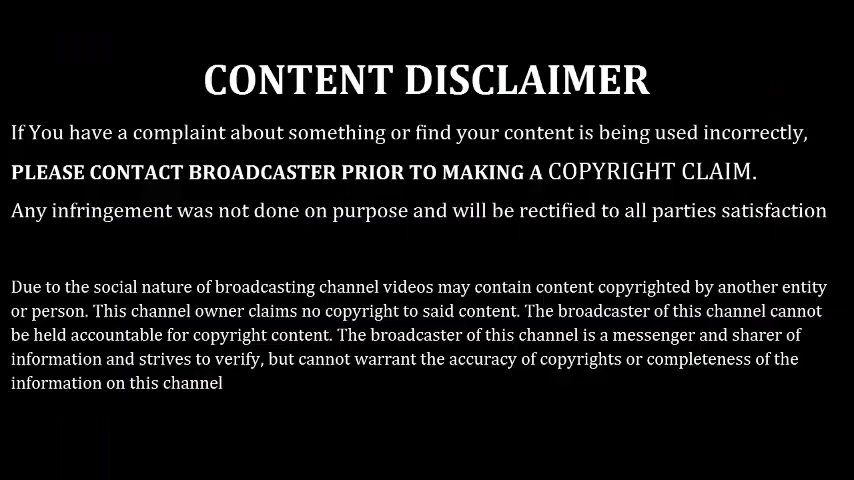 CONTENT DISCLAIMER
If You have a complaint about something or find your content is being used incorrectly,
PLEASE CONTACT BROADCASTER PRIOR TO MAKING A COPYRIGHT CLAIM.
Any infringement was not done on purpose and will be rectified to all parties satisfaction
Due to the social nature of broadcasting channel videos may contain content copyrighted by another entity
or person. This channel owner claims no copyright to said content. The broadcaster of this channel cannot
be held accountable for copyright content. The broadcaster of this channel is a messenger and sharer of
information and strives to verify, but cannot warrant the accuracy of copyrights or completeness of the
information on this channel